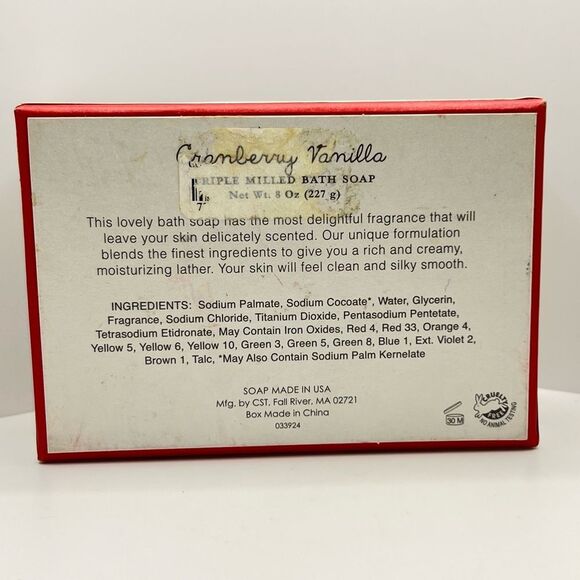 Cranberry Vanilla
TRIPLE MILLED BATH SOAP
Net Wt. 8 Oz (227 g)
7
This lovely bath soap has the most delightful fragrance that will
leave your skin delicately scented. Our unique formulation
blends the finest ingredients to give you a rich and creamy,
moisturizing lather. Your skin will feel clean and silky smooth.
INGREDIENTS: Sodium Palmate, Sodium Cocoate*, Water, Glycerin,
Fragrance, Sodium Chloride, Titanium Dioxide, Pentasodium Pentetate,
Tetrasodium Etidronate, May Contain Iron Oxides, Red 4, Red 33, Orange 4,
Yellow 5, Yellow 6, Yellow 10, Green 3, Green 5, Green 8, Blue 1, Ext. Violet 2,
Brown 1, Talc, *May Also Contain Sodium Palm Kernelate
SOAP MADE IN USA
Mfg. by CST, Fall River, MA 02721
Box Made in China
033924
30 M
CRUELTY
FREE
NO ANIMAL TESTING